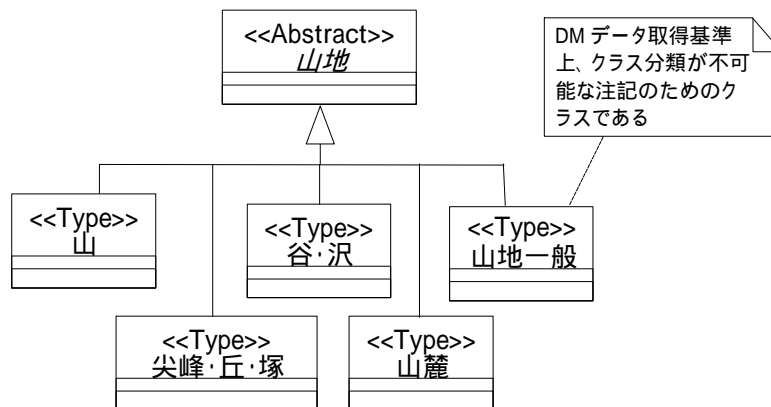 <<Abstract>>
山地
DM データ取得基準
上、クラス分類が不可
能な注記のためのク
ラスである
<<Type>>
山
<<Type>>
谷・沢
<<Type>>
山地一般
<<Type>>
尖峰・丘・塚
<<Type>>
山麓